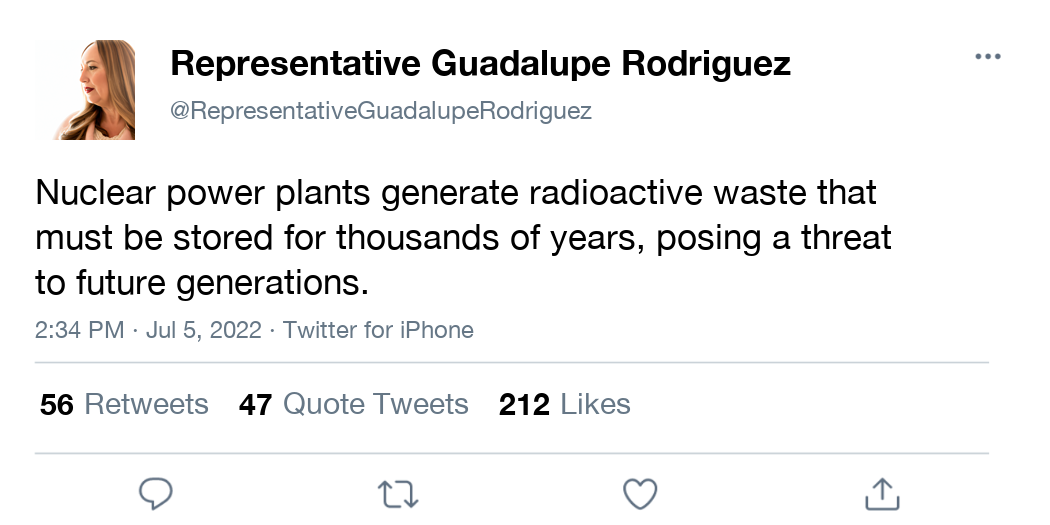 Representative Guadalupe Rodriguez
@RepresentativeGuadalupeRodriguez
Nuclear power plants generate radioactive waste that
must be stored for thousands of years, posing a threat
to future generations.
2:34 PM · Jul 5, 2022 · Twitter for iPhone
56 Retweets 47 Quote Tweets 212 Likes